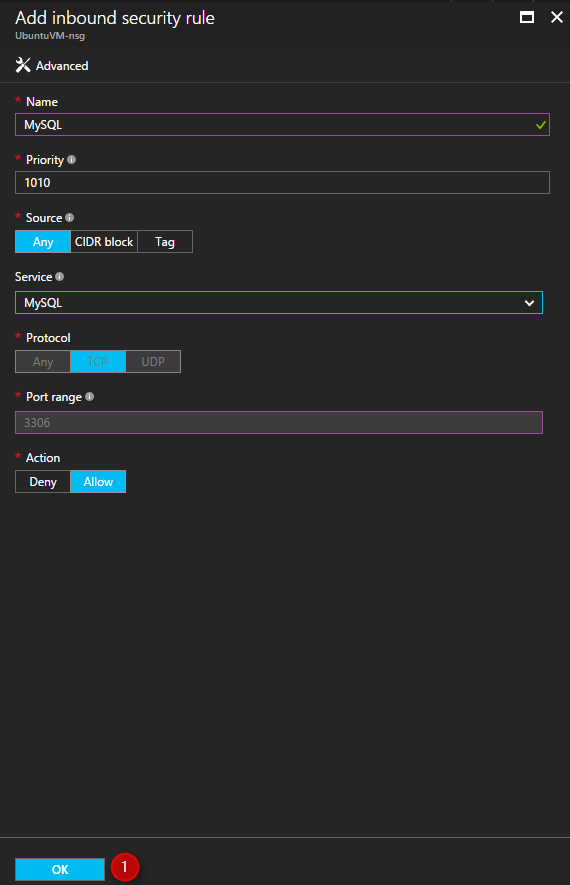 Add inbound security rule
UbuntuVM-nsg
Advanced
* Name
MySQL
* Priority
1010
* Source
Any CIDR block Tag
Service
MySQL
* Protocol
Any TCP UDP
* Port range
3306
* Action
Deny Allow
OK 1